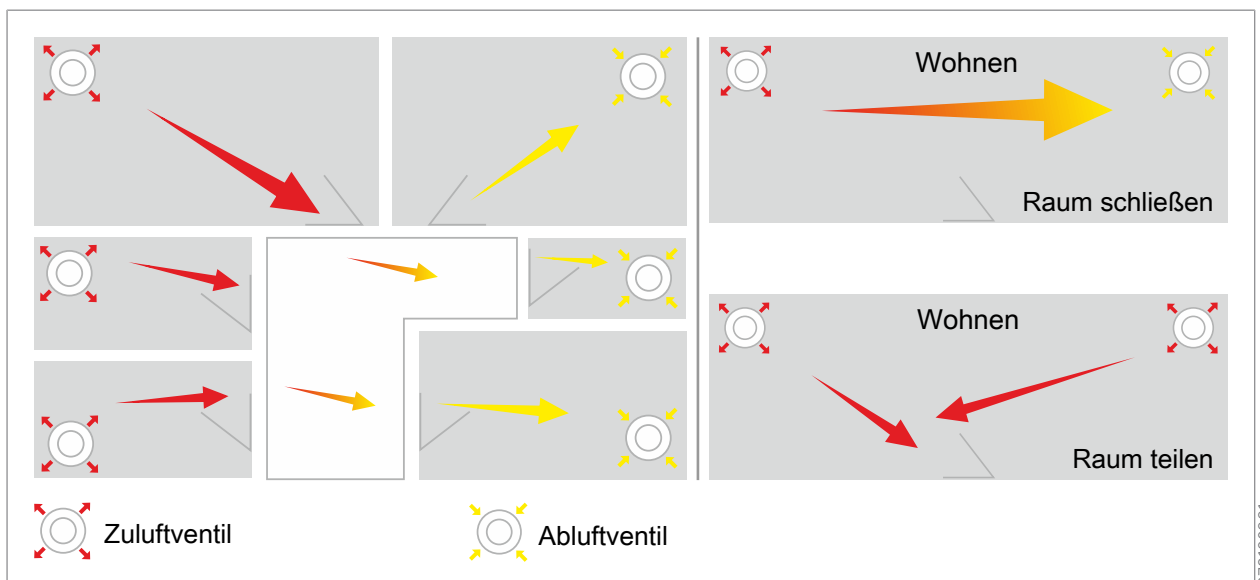 Wohnen
Raum schließen
Wohnen
Raum teilen
Zuluftventil
Abluftventil